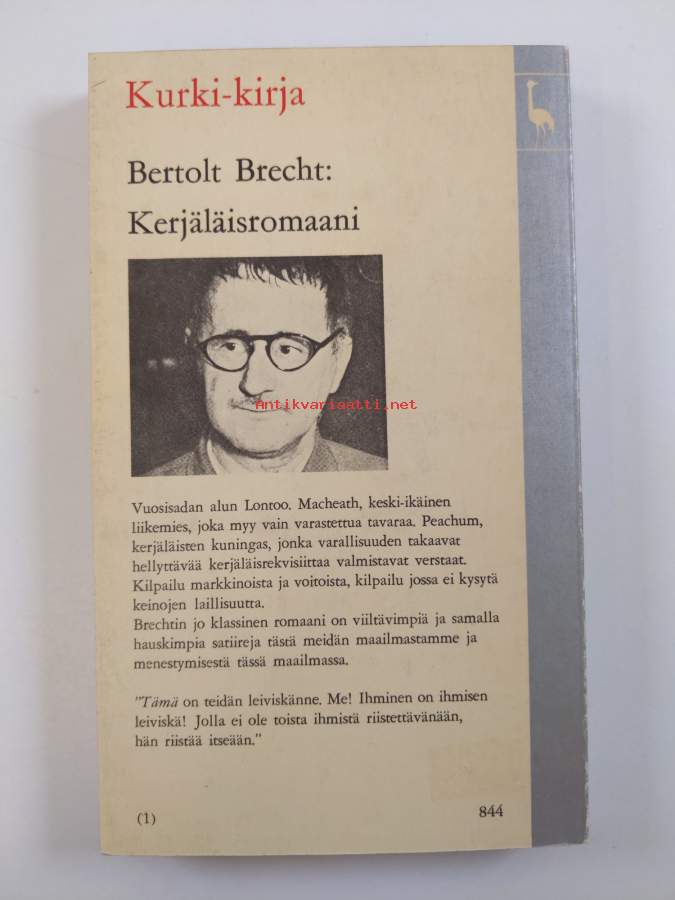 Kurki-kirja
Bertolt Brecht:
Kerjäläisromaani
antikvariaatti.net
Vuosisadan alun Lontoo. Macheath, keski-ikäinen
liikemies, joka myy vain varastettua tavaraa. Peachum,
kerjäläisten kuningas, jonka varallisuuden takaavat
hellyttävää kerjäläisrekvisiittaa valmistavat verstaat.
Kilpailu markkinoista ja voitoista, kilpailu jossa ei kysytä
keinojen laillisuutta.
Brechtin jo klassinen romaani on viiltävimpiä ja samalla
hauskimpia satiireja tästä meidän maailmastamme ja
menestymisestä tässä maailmassa.
"Tämä on teidän leiviskänne. Me! Ihminen on ihmisen
leiviskä! Jolla ei ole toista ihmistä riistettävänään,
hän riistää itseään."
(1)
844